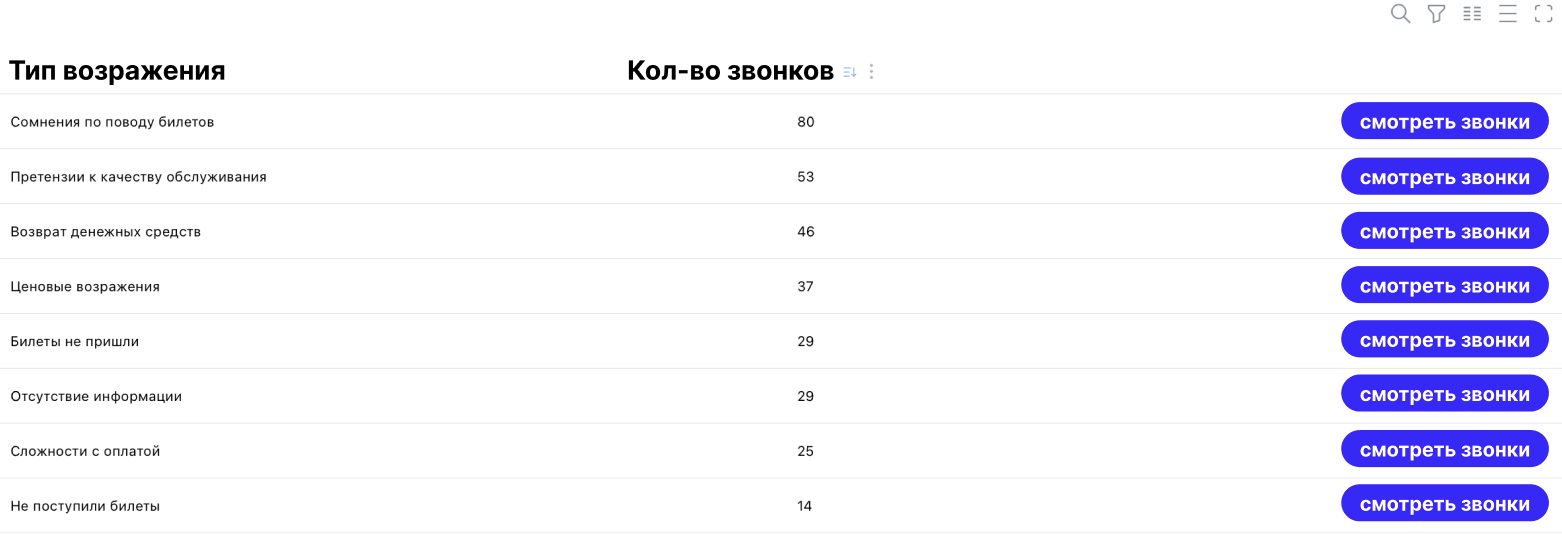 Тип возражения Кол-во звонков
Сомнения по поводу билетов 80 смотреть звонки
Претензии к качеству обслуживания 53 смотреть звонки
Возврат денежных средств 46 смотреть звонки
Ценовые возражения 37 смотреть звонки
Билеты не пришли 29 смотреть звонки
Отсутствие информации 29 смотреть звонки
Сложности с оплатой 25 смотреть звонки
Не поступили билеты 14 смотреть звонки